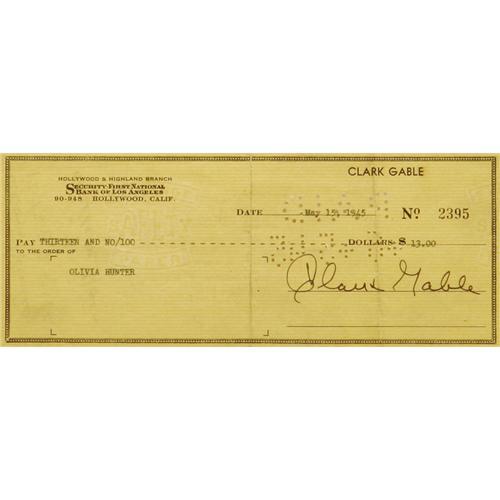 CLARK GABLE
HOLLYWOOD & HIGHLAND BRANCH
SECURITY-FIRST NATIONAL
BANK OF LOS ANGELES
90-948 HOLLYWOOD, CALIF.
DATE May 15, 1945 No 2395
PAY THIRTEEN AND NO/100 DOLLARS $ 13.00
TO THE ORDER OF
OLIVIA HUNTER
Clark Gable